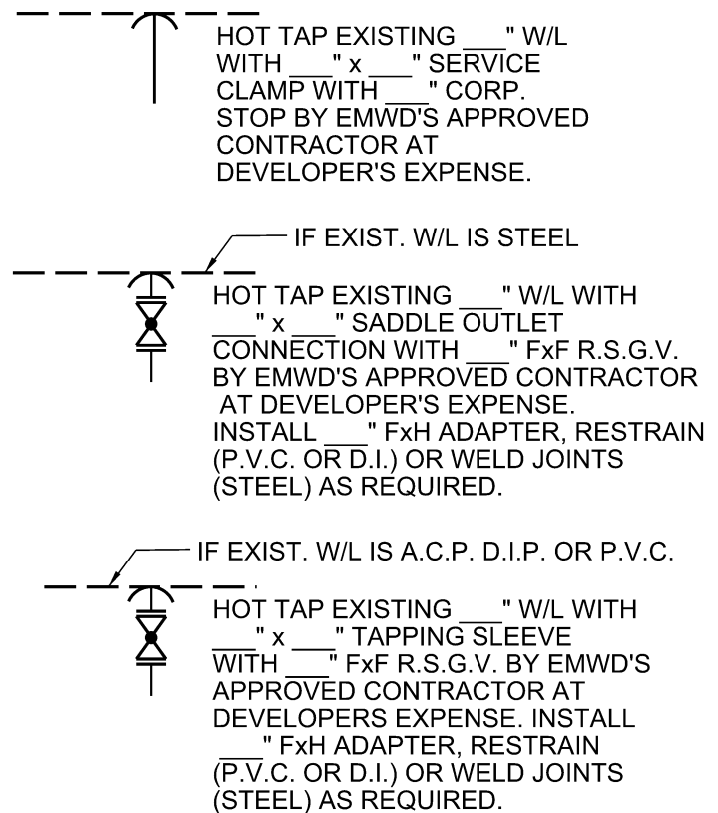 HOT TAP EXISTING ___" W/L
WITH ___" x ___" SERVICE
CLAMP WITH ___" CORP.
STOP BY EMWD'S APPROVED
CONTRACTOR AT
DEVELOPER'S EXPENSE.
IF EXIST. W/L IS STEEL
HOT TAP EXISTING ___" W/L WITH
___" x ___" SADDLE OUTLET
CONNECTION WITH ___" FxF R.S.G.V.
BY EMWD'S APPROVED CONTRACTOR
AT DEVELOPER'S EXPENSE.
INSTALL ___" FxH ADAPTER, RESTRAIN
(P.V.C. OR D.I.) OR WELD JOINTS
(STEEL) AS REQUIRED.
IF EXIST. W/L IS A.C.P. D.I.P. OR P.V.C.
HOT TAP EXISTING ___" W/L WITH
___" x ___" TAPPING SLEEVE
WITH ___" FxF R.S.G.V. BY EMWD'S
APPROVED CONTRACTOR AT
DEVELOPERS EXPENSE. INSTALL
___" FxH ADAPTER, RESTRAIN
(P.V.C. OR D.I.) OR WELD JOINTS
(STEEL) AS REQUIRED.